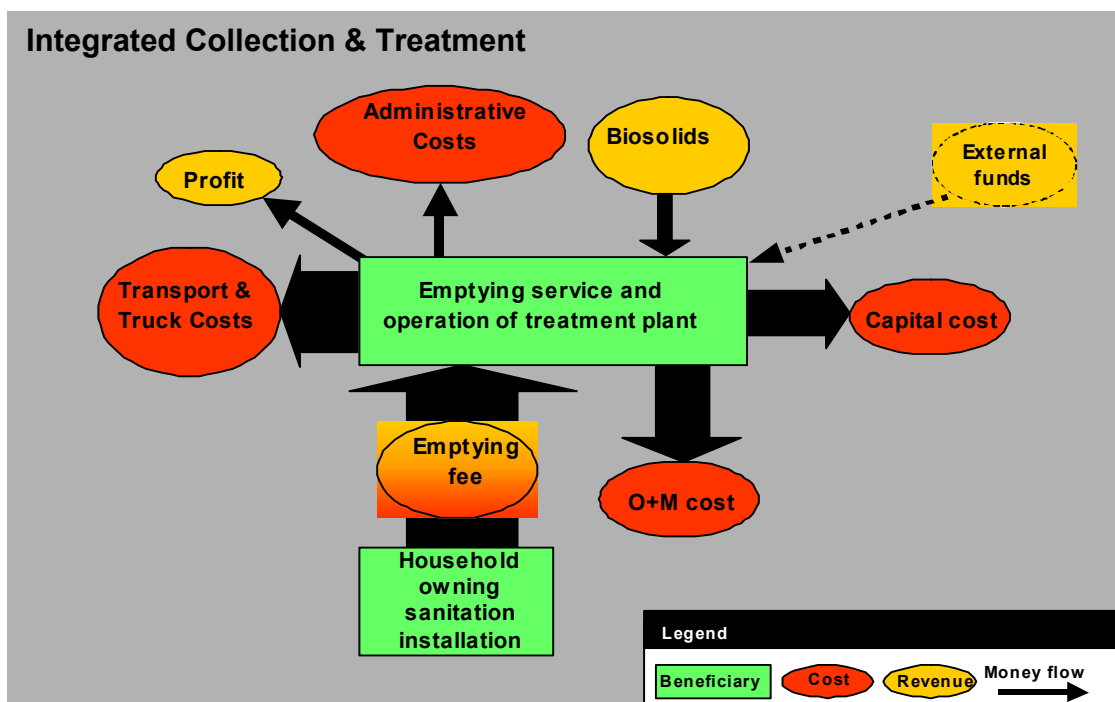 Integrated Collection & Treatment
Administrative
Costs
Biosolids
External
funds
Profit
Transport &
Truck Costs
Emptying service and
operation of treatment plant
Capital cost
Emptying
fee
O+M cost
Household
owning
sanitation
installation
Legend
Beneficiary
Cost
Revenue
Money flow